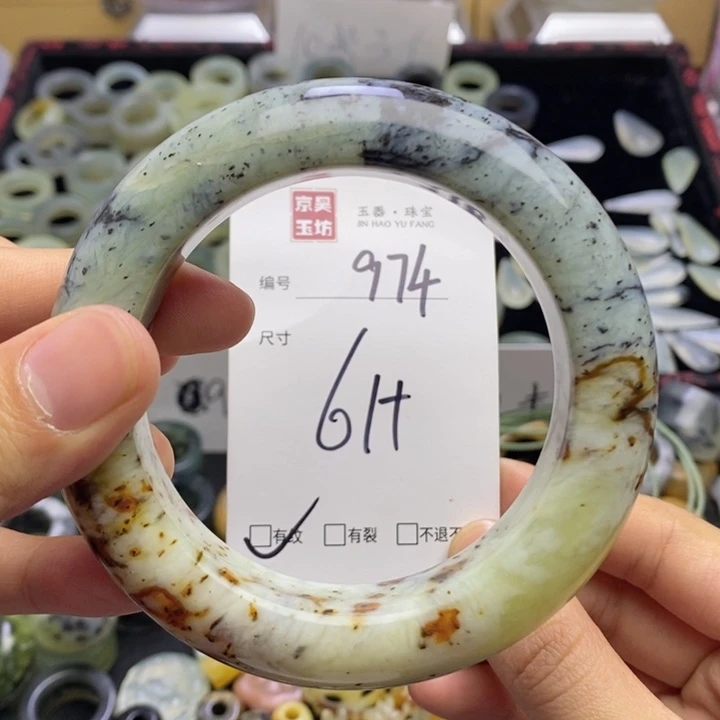 京昊
玉坊
玉器·珠宝
JIN HAO YU FANG
编号 974
尺寸
61+
☑有纹 □有裂 □不退不